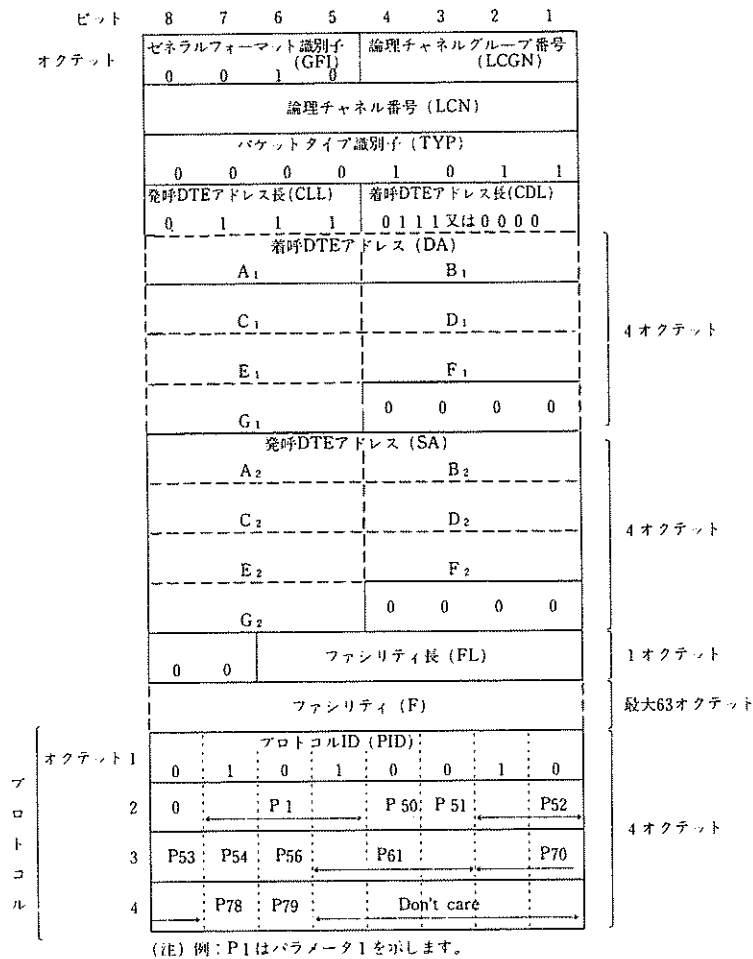 ビット 8 7 6 5 4 3 2 1
オクテット ゼネラルフォーマット識別子 論理チャネルグループ番号
(GFI) (LCGN)
0 0 1 0
論理チャネル番号 (LCN)
パケットタイプ識別子 (TYP)
0 0 0 0 1 0 1 1
発呼DTEアドレス長(CLL) 着呼DTEアドレス長(CDL)
0 1 1 1 0 1 1 1 又は 0 0 0 0
着呼DTEアドレス (DA)
A1 B1
C1 D1
4オクテット
E1 F1
G1 0 0 0 0
発呼DTEアドレス (SA)
A2 B2
C2 D2
4オクテット
E2 F2
G2 0 0 0 0
0 0 ファシリティ長 (FL) 1オクテット
ファシリティ (F) 最大63オクテット
プロトコルID (PID)
オクテット 1 0 1 0 1 0 0 1 0
2 0 P1 P50 P51 P52
4オクテット
3 P53 P54 P56 P61 P70
4 P78 P79 Don't care
プロトコル
(注) 例:P1はパラメータ1を示します。